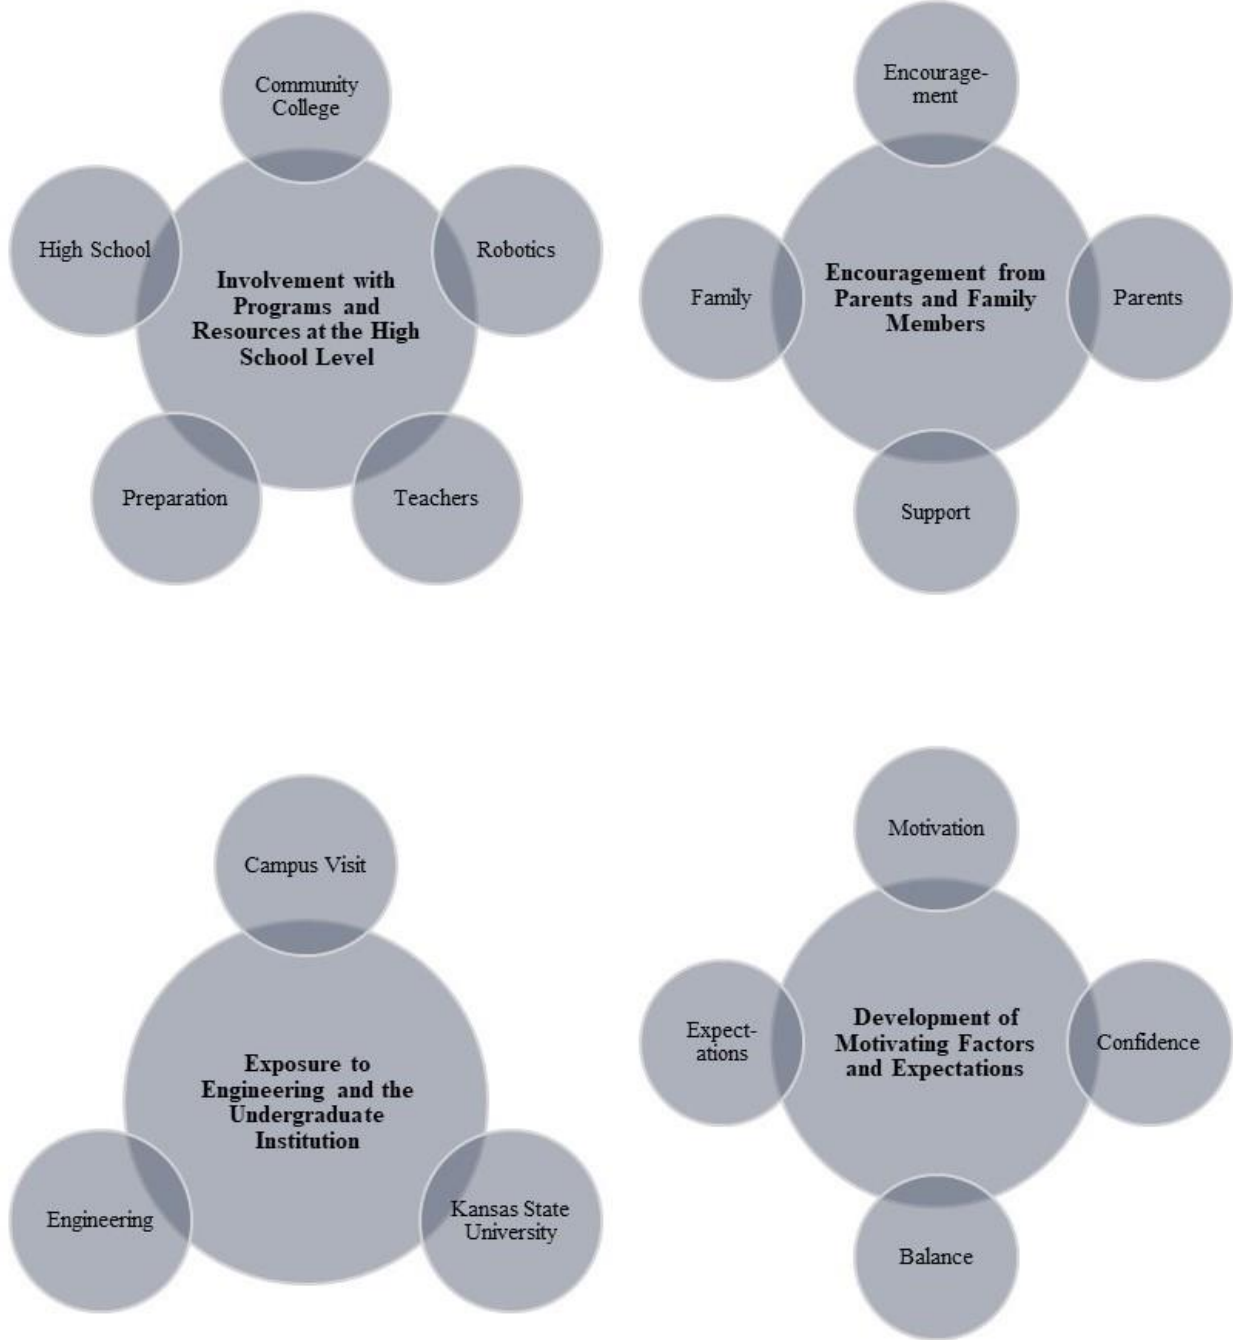 Community
College
High School
Robotics
Involvement with
Programs and
Resources at the High
School Level
Preparation
Teachers
Encourage-
ment
Family
Encouragement from
Parents and Family
Members
Parents
Support
Campus Visit
Exposure to
Engineering and the
Undergraduate
Institution
Engineering
Kansas State
University
Motivation
Expect-
ations
Development of
Motivating Factors
and Expectations
Confidence
Balance